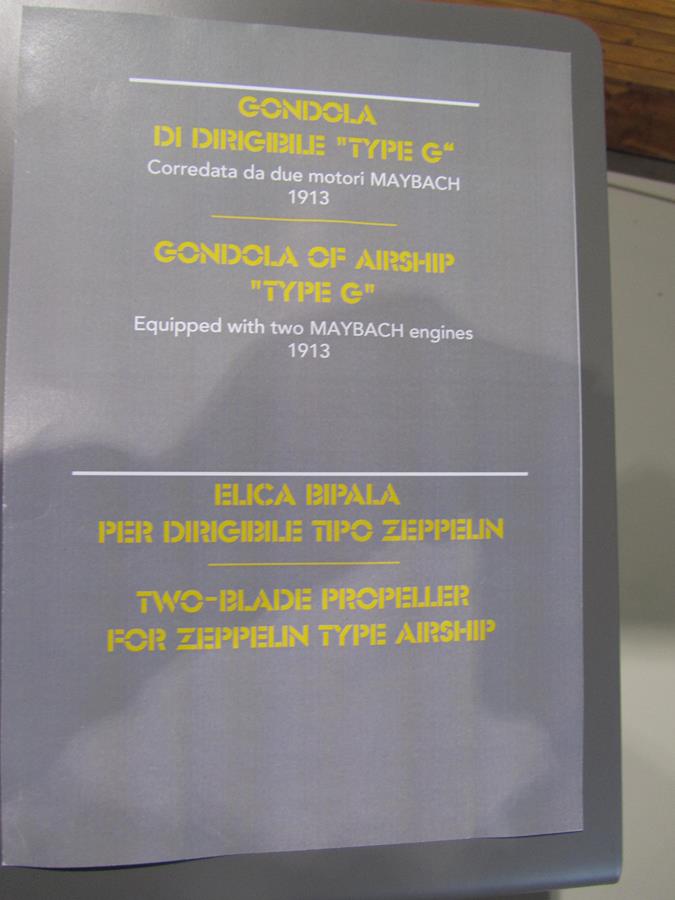 GONDOLA
DI DIRIGIBILE "TYPE G“
Corredata da due motori MAYBACH
1913
GONDOLA OF AIRSHIP
"TYPE G"
Equipped with two MAYBACH engines
1913
ELICA BIPALA
PER DIRIGIBILE TIPO ZEPPELIN
TWO-BLADE PROPELLER
FOR ZEPPELIN TYPE AIRSHIP